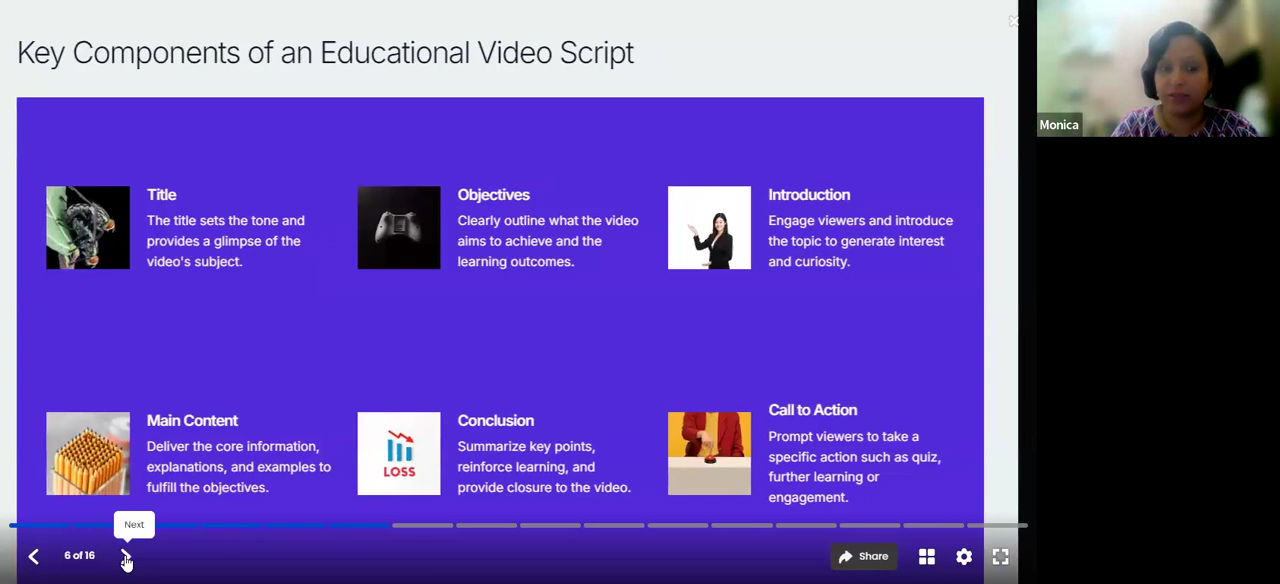 Key Components of an Educational Video Script
Monica
Title
The title sets the tone and
provides a glimpse of the
video's subject.
Objectives
Clearly outline what the video
aims to achieve and the
learning outcomes.
Introduction
Engage viewers and introduce
the topic to generate interest
and curiosity.
Main Content
Deliver the core information,
explanations, and examples to
fulfill the objectives.
LOSS
Conclusion
Summarize key points,
reinforce learning, and
provide closure to the video.
Call to Action
Prompt viewers to take a
specific action such as quiz,
further learning or
engagement.
Next
6 of 16
Share